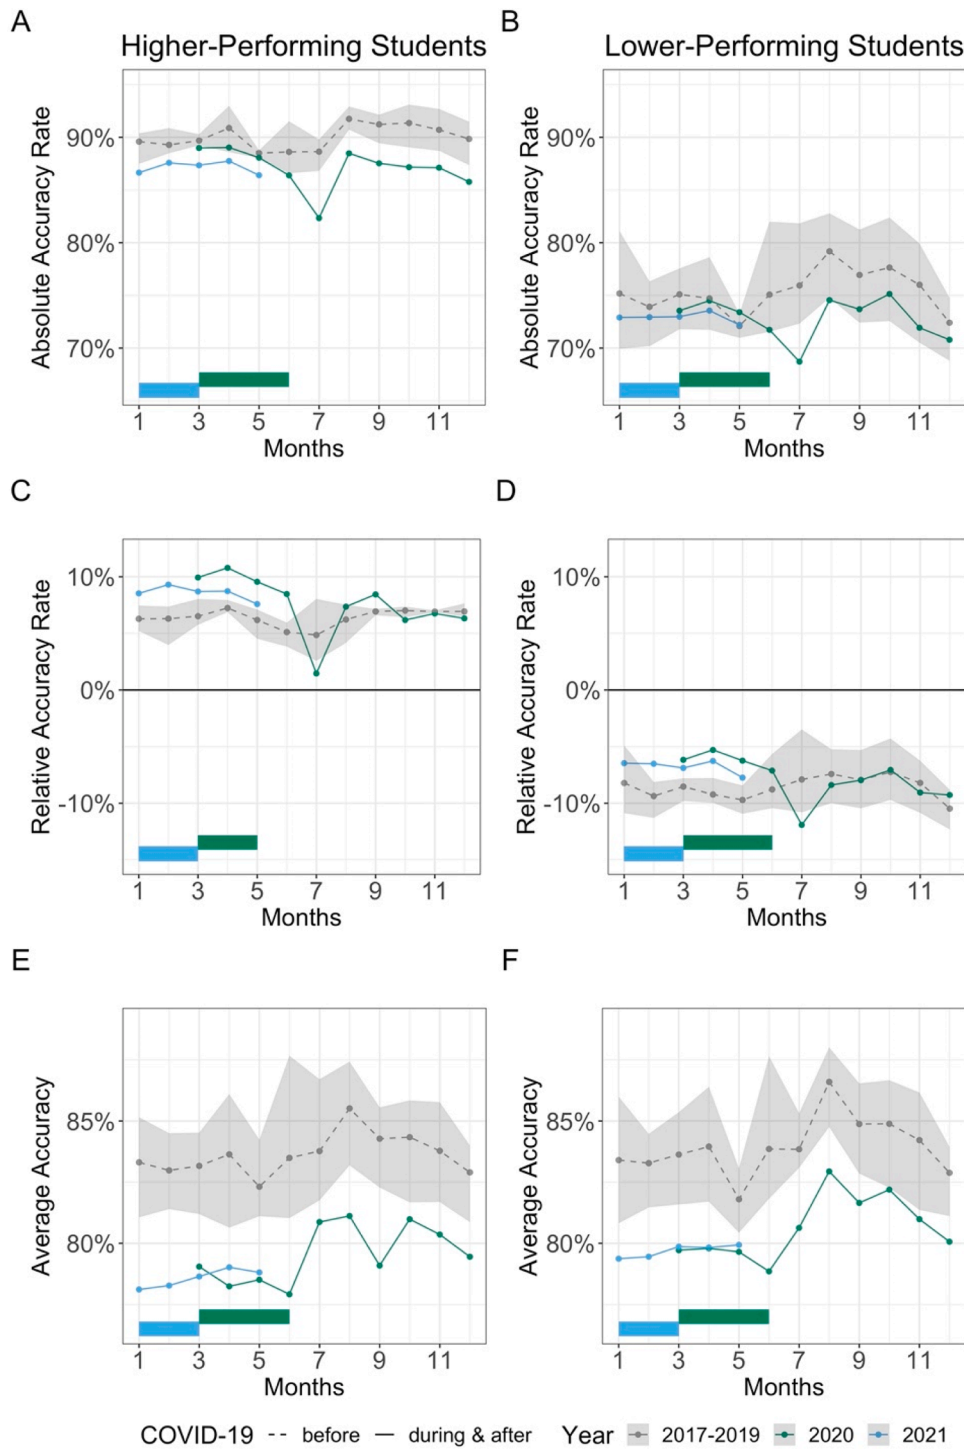 A
B
Higher-Performing Students
Lower-Performing Students
Absolute Accuracy Rate
90%
80%
70%
1 3 5 7 9 11
Months
Absolute Accuracy Rate
90%
80%
70%
1 3 5 7 9 11
Months
C
D
Relative Accuracy Rate
10%
0%
-10%
1 3 5 7 9 11
Months
Relative Accuracy Rate
10%
0%
-10%
1 3 5 7 9 11
Months
E
F
Average Accuracy
85%
80%
1 3 5 7 9 11
Months
Average Accuracy
85%
80%
1 3 5 7 9 11
Months
COVID-19 before during & after Year 2017-2019 2020 2021